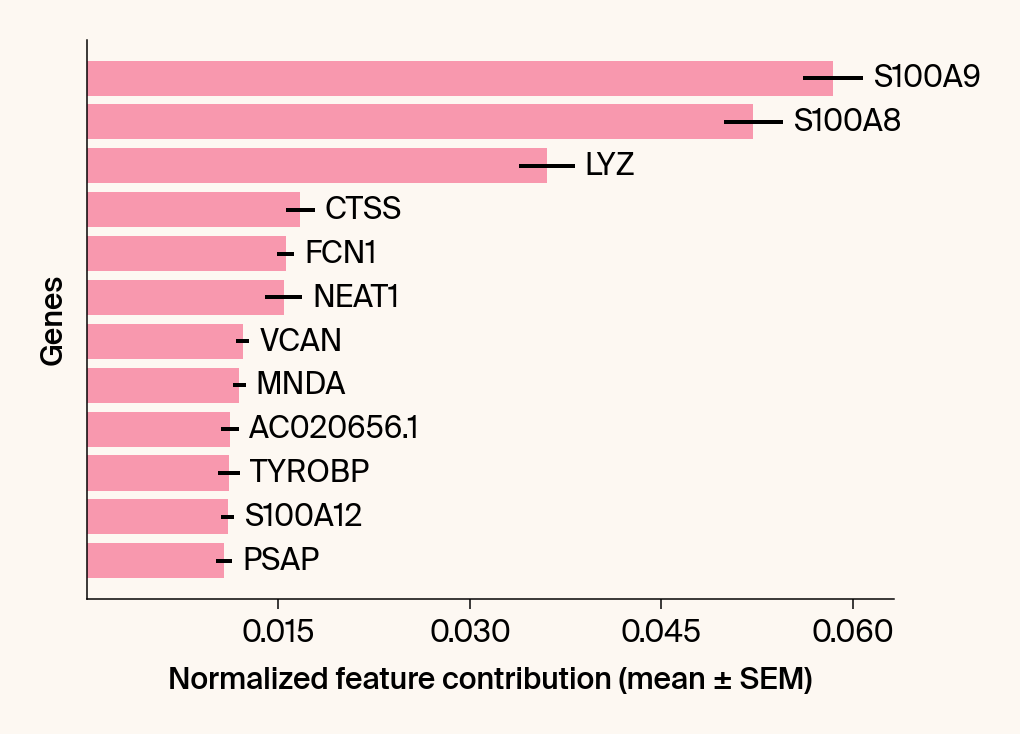 S100A9
S100A8
LYZ
CTSS
FCN1
NEAT1
VCAN
MNDA
AC020656.1
TYROBP
S100A12
PSAP
Genes
0.015 0.030 0.045 0.060
Normalized feature contribution (mean ± SEM)